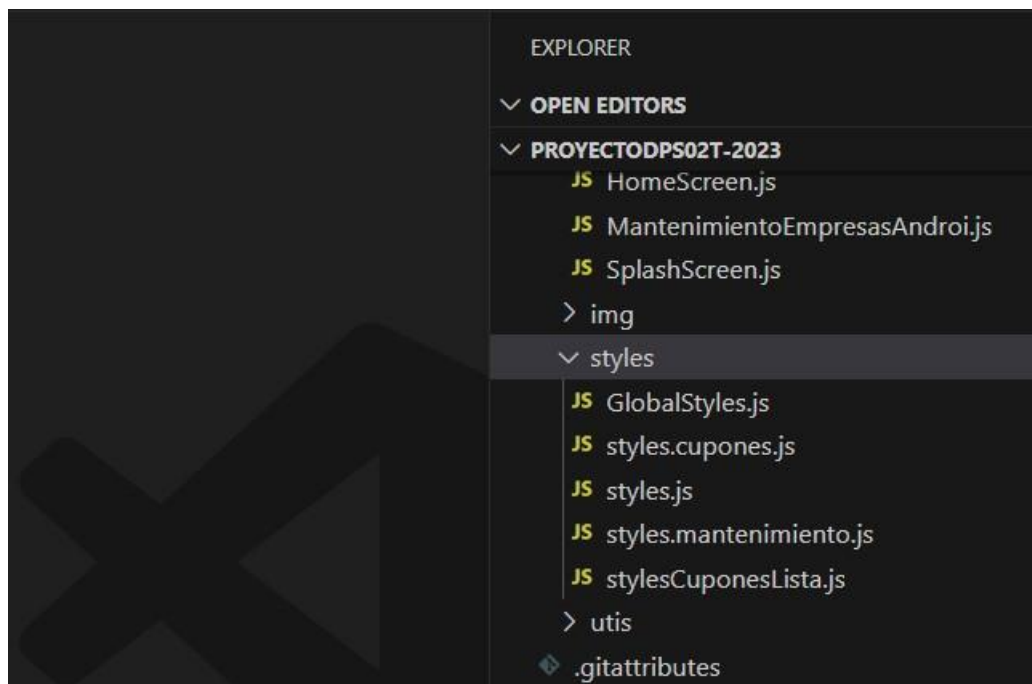 EXPLORER
OPEN EDITORS
PROYECTODPS02T-2023
JS HomeScreen.js
JS MantenimientoEmpresasAndroi.js
JS SplashScreen.js
img
styles
JS GlobalStyles.js
JS styles.cupones.js
JS styles.js
JS styles.mantenimiento.js
JS stylesCuponesLista.js
utis
.gitattributes